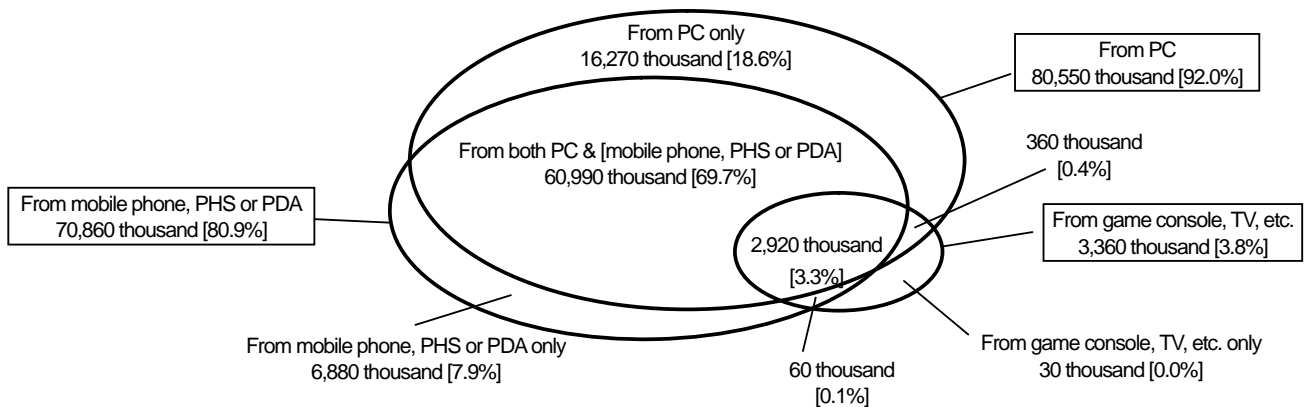 From PC only
16,270 thousand [18.6%]
From PC
80,550 thousand [92.0%]
From both PC & [mobile phone, PHS or PDA]
60,990 thousand [69.7%]
360 thousand
[0.4%]
From mobile phone, PHS or PDA
70,860 thousand [80.9%]
From game console, TV, etc.
3,360 thousand [3.8%]
2,920 thousand
[3.3%]
From mobile phone, PHS or PDA only
6,880 thousand [7.9%]
60 thousand
[0.1%]
From game console, TV, etc. only
30 thousand [0.0%]